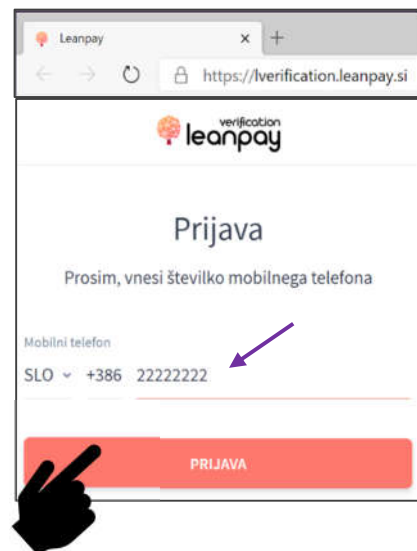 Leanpay
https://lverification.leanpay.si
verification
leanpay
Prijava
Prosim, vnesi številko mobilnega telefona
Mobilni telefon
SLO +386 22222222
PRIJAVA